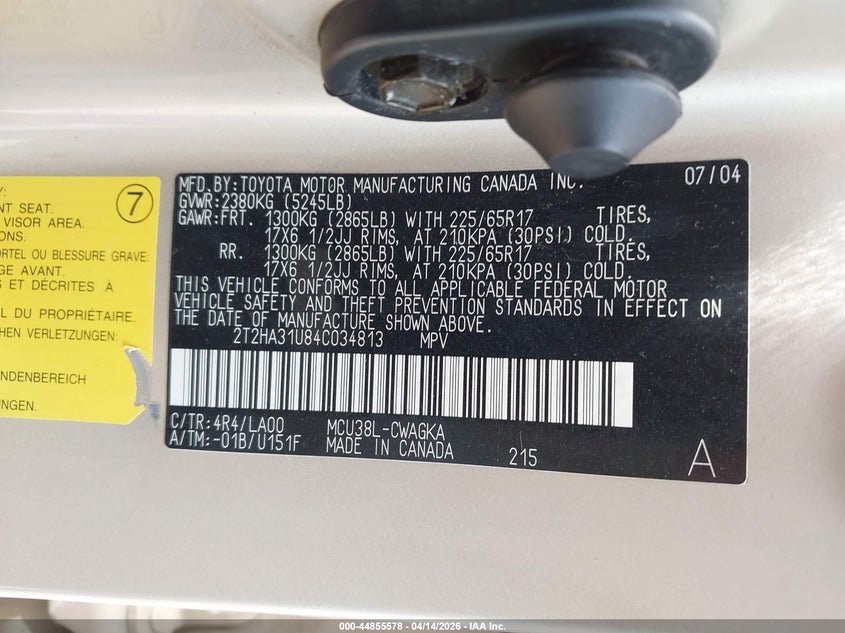 Y:
NT SEAT.
VISOR AREA.
ONS.
ORTEL OU BLESSURE GRAVE:
GE AVANT.
S ET DÉCRITES À
L DU PROPRIÉTAIRE.
HEN VERLETZUNGEN:
NDENBEREICH
NGEN.
7
MFD.BY:TOYOTA MOTOR MANUFACTURING CANADA INC. 07/04
GVWR:2380KG (5245LB)
GAWR:FRT. 1300KG (2865LB) WITH 225/65R17 TIRES,
17X6 1/2JJ RIMS, AT 210KPA (30PSI) COLD.
RR. 1300KG (2865LB) WITH 225/65R17 TIRES,
17X6 1/2JJ RIMS, AT 210KPA (30PSI) COLD.
THIS VEHICLE CONFORMS TO ALL APPLICABLE FEDERAL MOTOR
VEHICLE SAFETY AND THEFT PREVENTION STANDARDS IN EFFECT ON
THE DATE OF MANUFACTURE SHOWN ABOVE.
2T2HA31U84C034813 MPV
C/TR:4R4/LA00 MCU38L-CWAGKA
A/TM:-01B/U151F MADE IN CANADA 215 A
000-44855578 - 04/14/2026 - IAA Inc.